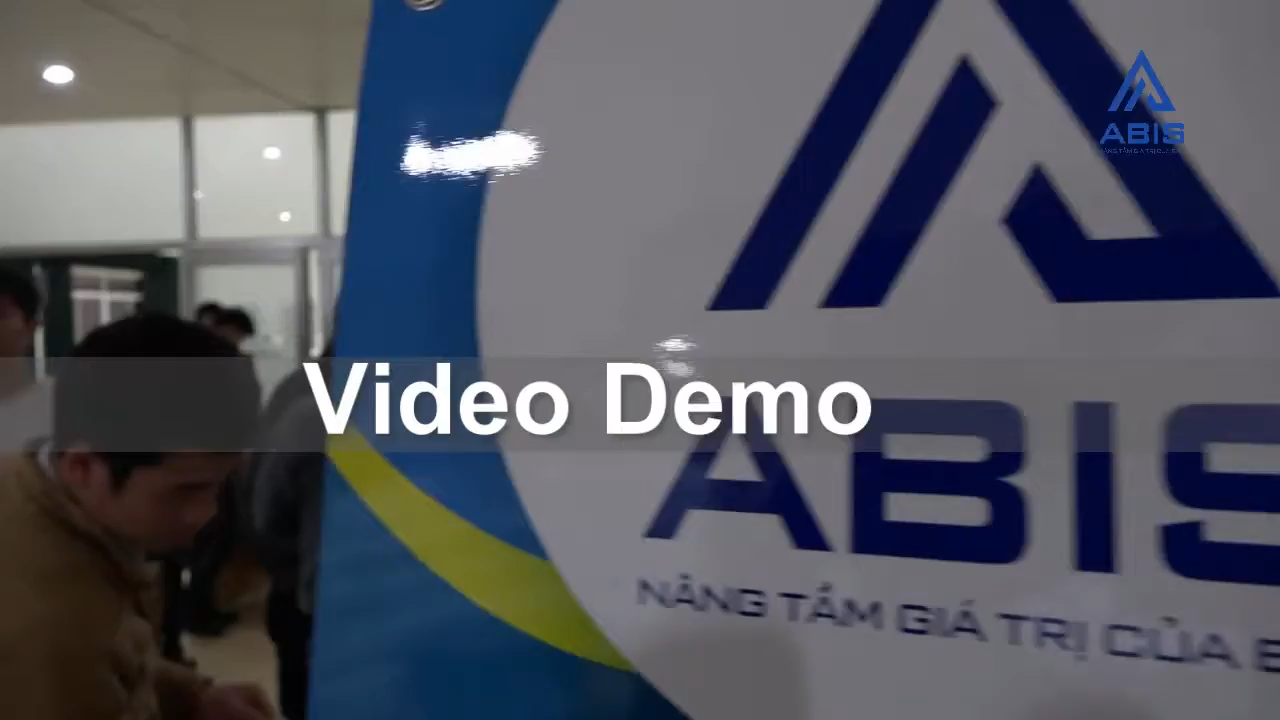 ABIS
Video Demo
ABIS
NÂNG TẦM GIÁ TRỊ CỦA